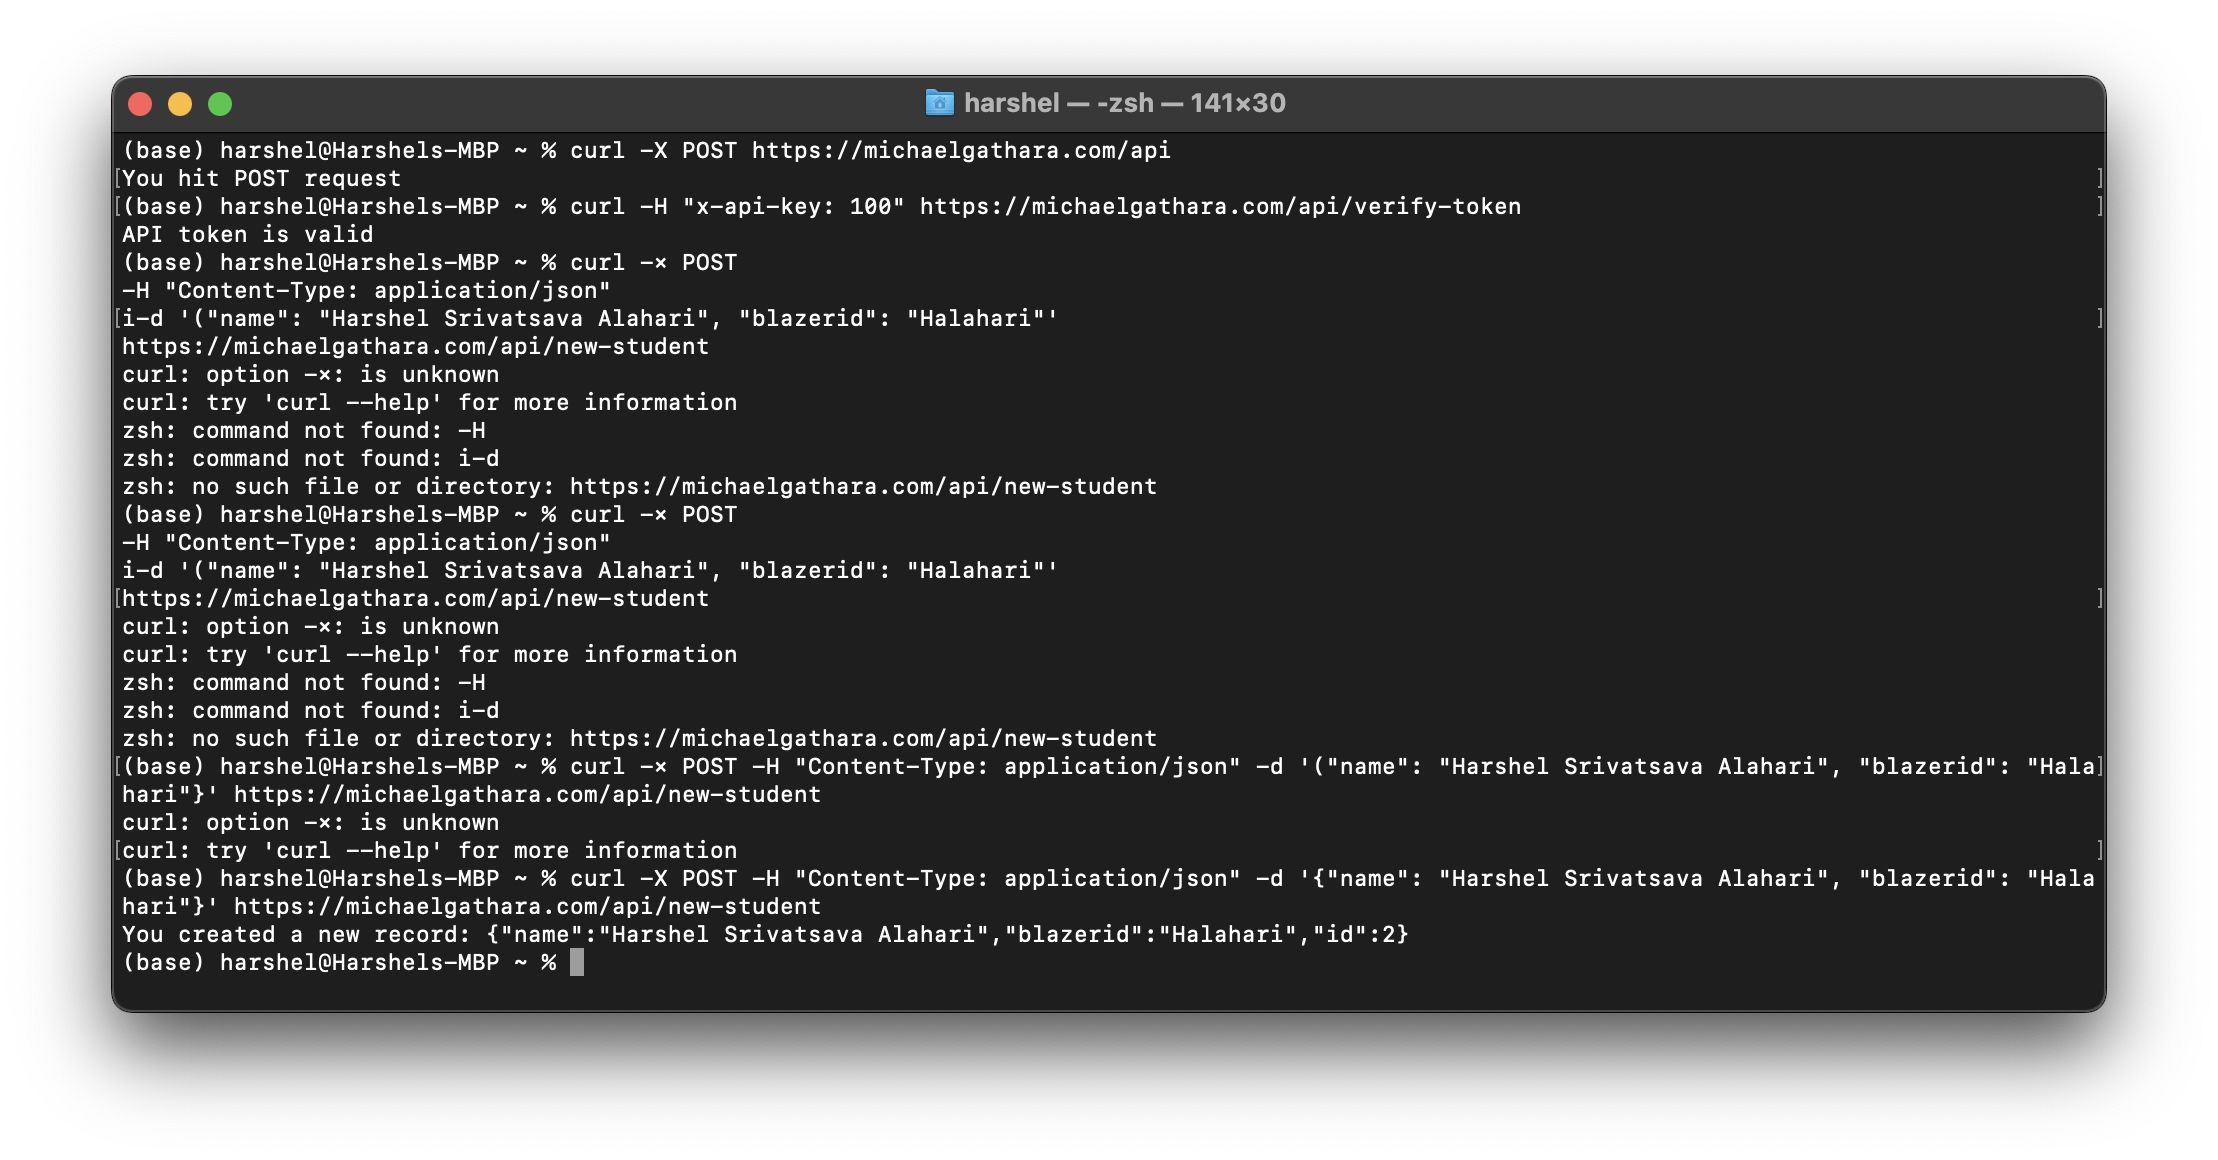 harshel — -zsh — 141×30
(base) harshel@Harshels-MBP ~ % curl -X POST https://michaelgathara.com/api
[You hit POST request ]
[(base) harshel@Harshels-MBP ~ % curl -H "x-api-key: 100" https://michaelgathara.com/api/verify-token ]
API token is valid
(base) harshel@Harshels-MBP ~ % curl -× POST
-H "Content-Type: application/json"
[i-d '("name": "Harshel Srivatsava Alahari", "blazerid": "Halahari"' ]
https://michaelgathara.com/api/new-student
curl: option -×: is unknown
curl: try 'curl --help' for more information
zsh: command not found: -H
zsh: command not found: i-d
zsh: no such file or directory: https://michaelgathara.com/api/new-student
(base) harshel@Harshels-MBP ~ % curl -× POST
-H "Content-Type: application/json"
i-d '("name": "Harshel Srivatsava Alahari", "blazerid": "Halahari"'
[https://michaelgathara.com/api/new-student ]
curl: option -×: is unknown
curl: try 'curl --help' for more information
zsh: command not found: -H
zsh: command not found: i-d
zsh: no such file or directory: https://michaelgathara.com/api/new-student
[(base) harshel@Harshels-MBP ~ % curl -× POST -H "Content-Type: application/json" -d '("name": "Harshel Srivatsava Alahari", "blazerid": "Hala]
hari"}' https://michaelgathara.com/api/new-student
curl: option -×: is unknown
[curl: try 'curl --help' for more information ]
(base) harshel@Harshels-MBP ~ % curl -X POST -H "Content-Type: application/json" -d '{"name": "Harshel Srivatsava Alahari", "blazerid": "Hala
hari"}' https://michaelgathara.com/api/new-student
You created a new record: {"name":"Harshel Srivatsava Alahari","blazerid":"Halahari","id":2}
(base) harshel@Harshels-MBP ~ %